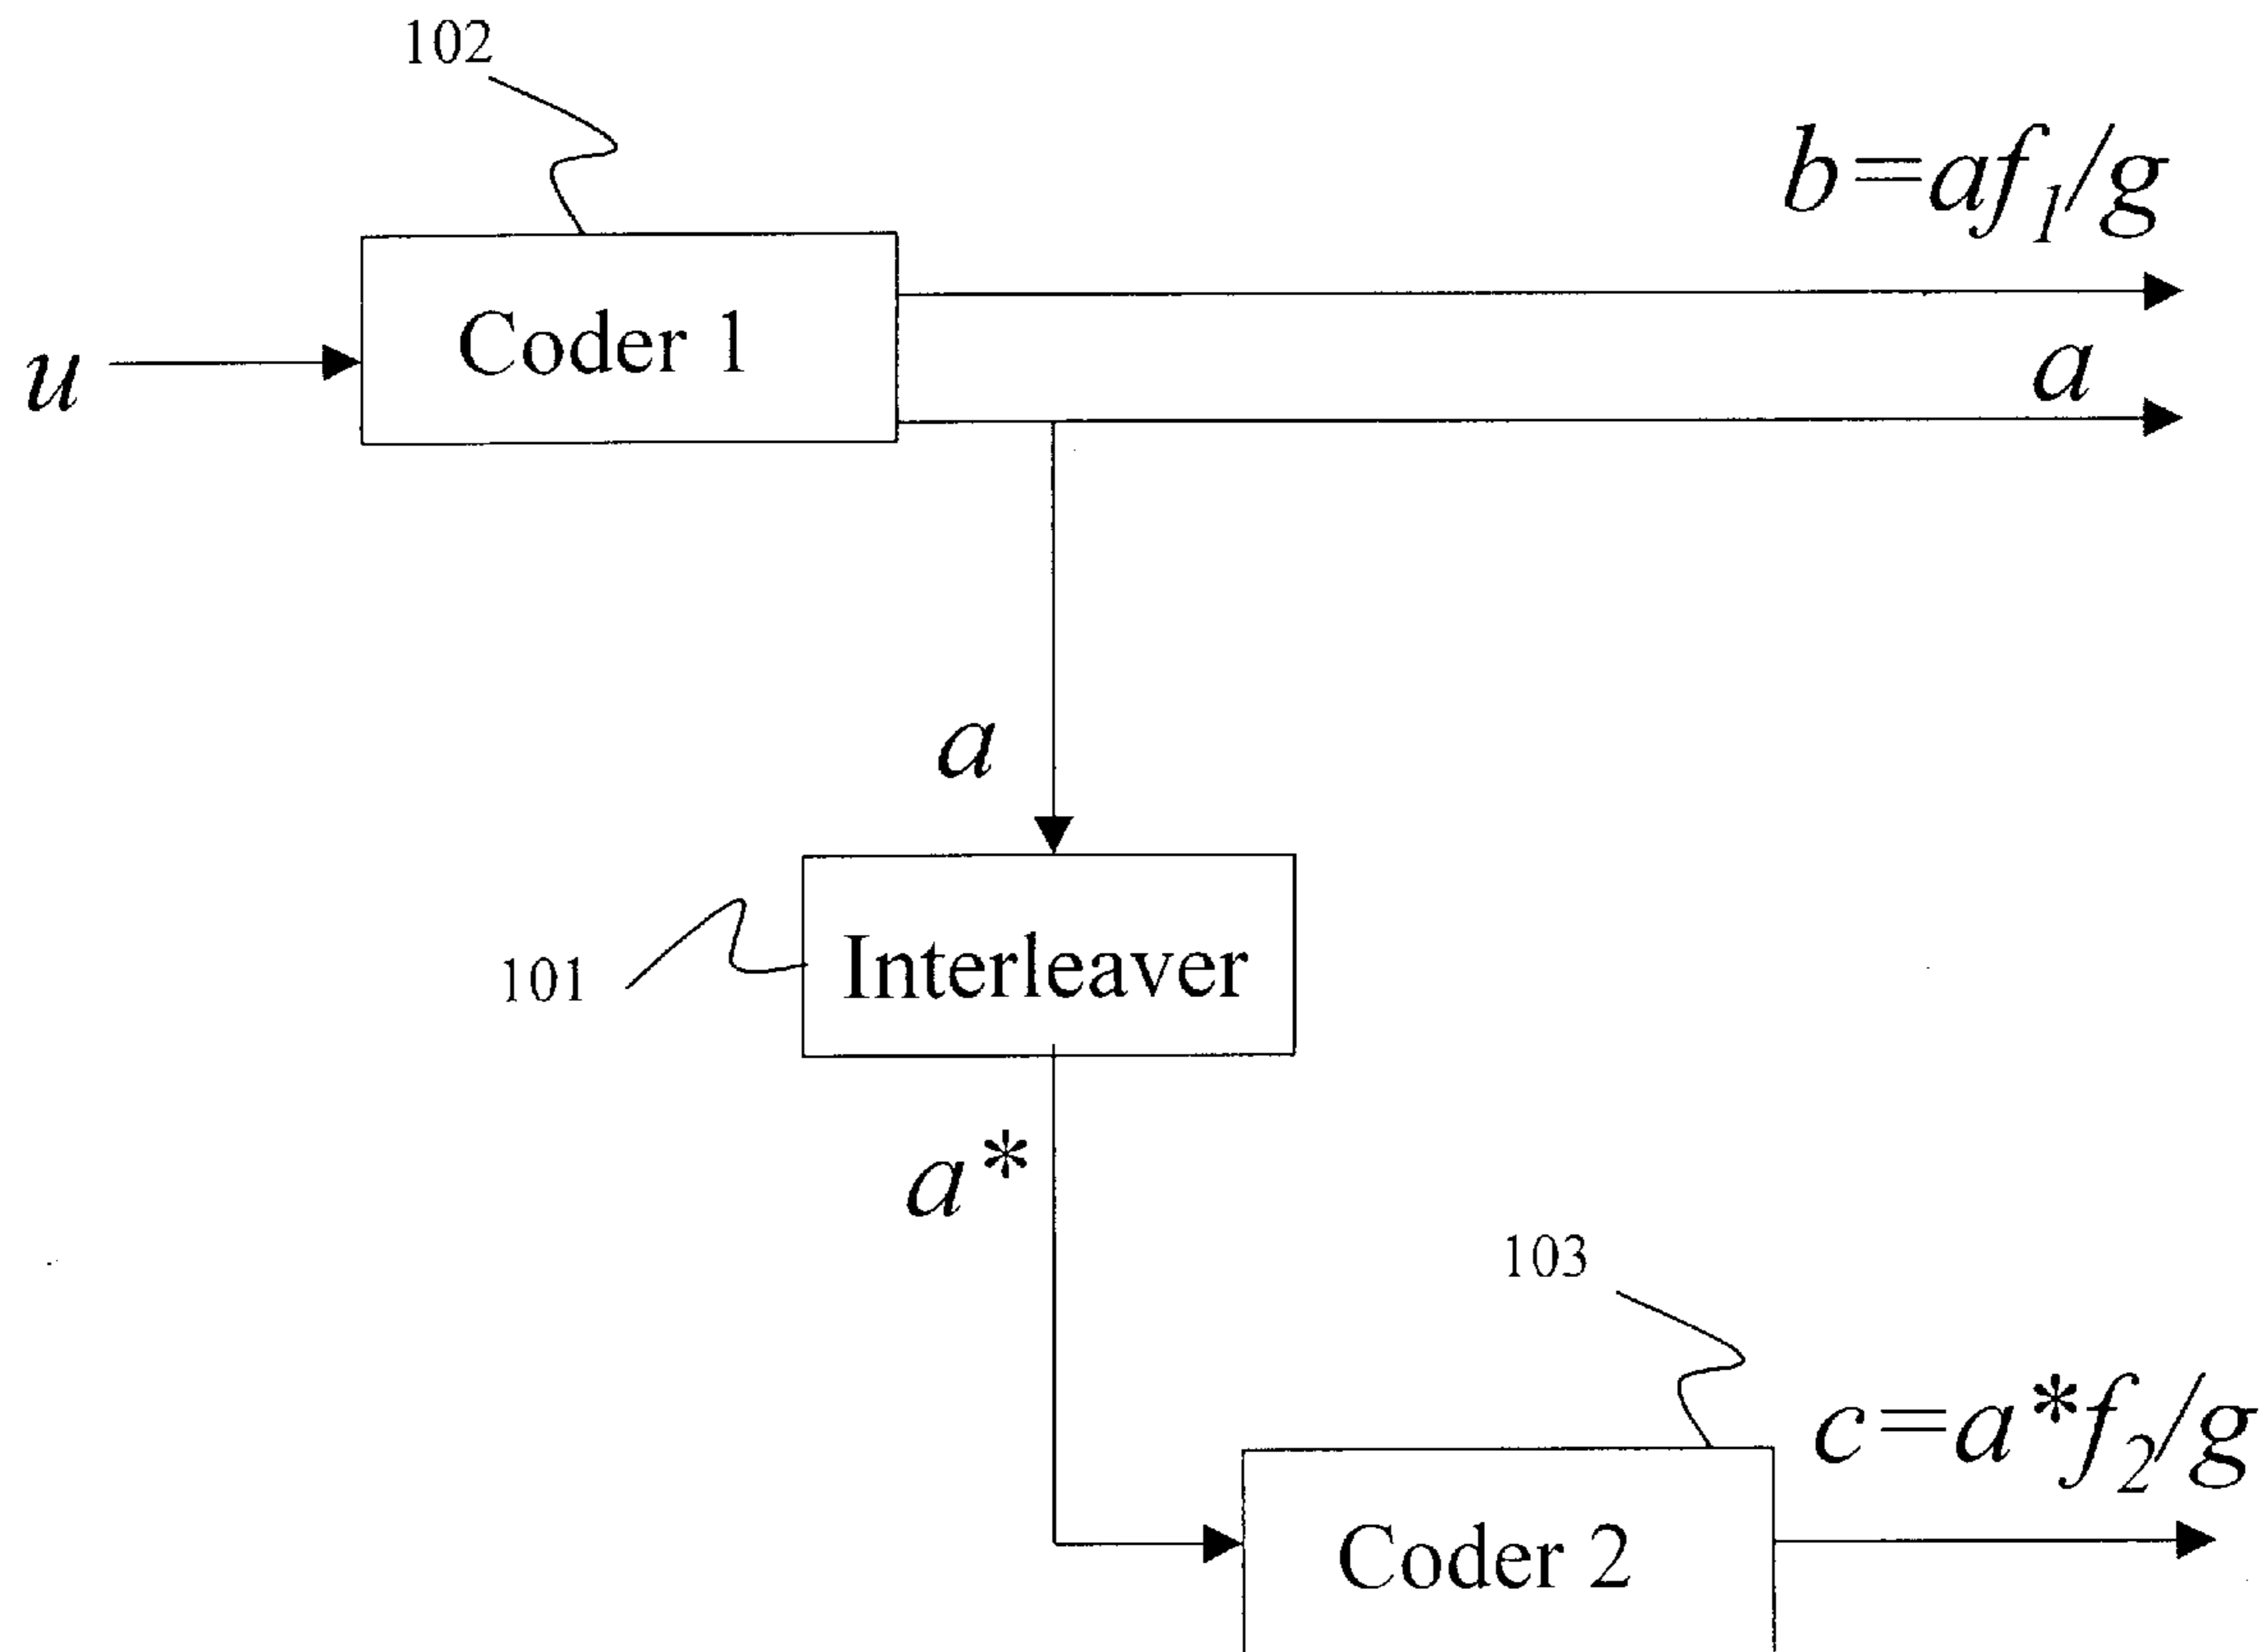 102
b=af₁/g
Coder 1
u
a
a
Interleaver
101
a*
103
c=a*f₂/g
Coder 2